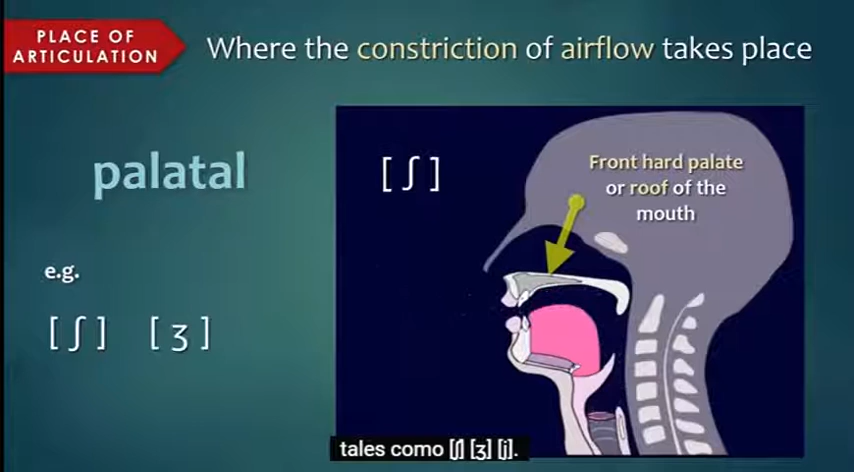 PLACE OF
ARTICULATION
Where the constriction of airflow takes place
palatal
e.g.
[ ʃ ] [ ʒ ]
[ ʃ ]
Front hard palate
or roof of the
mouth
tales como [ʃ] [ʒ] [j].